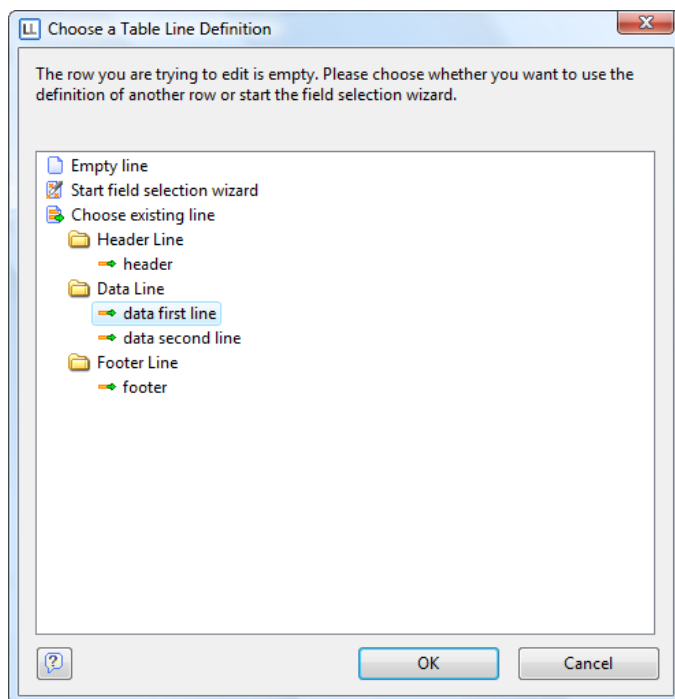 LL Choose a Table Line Definition
The row you are trying to edit is empty. Please choose whether you want to use the
definition of another row or start the field selection wizard.
Empty line
Start field selection wizard
Choose existing line
Header Line
header
Data Line
data first line
data second line
Footer Line
footer
?
OK
Cancel